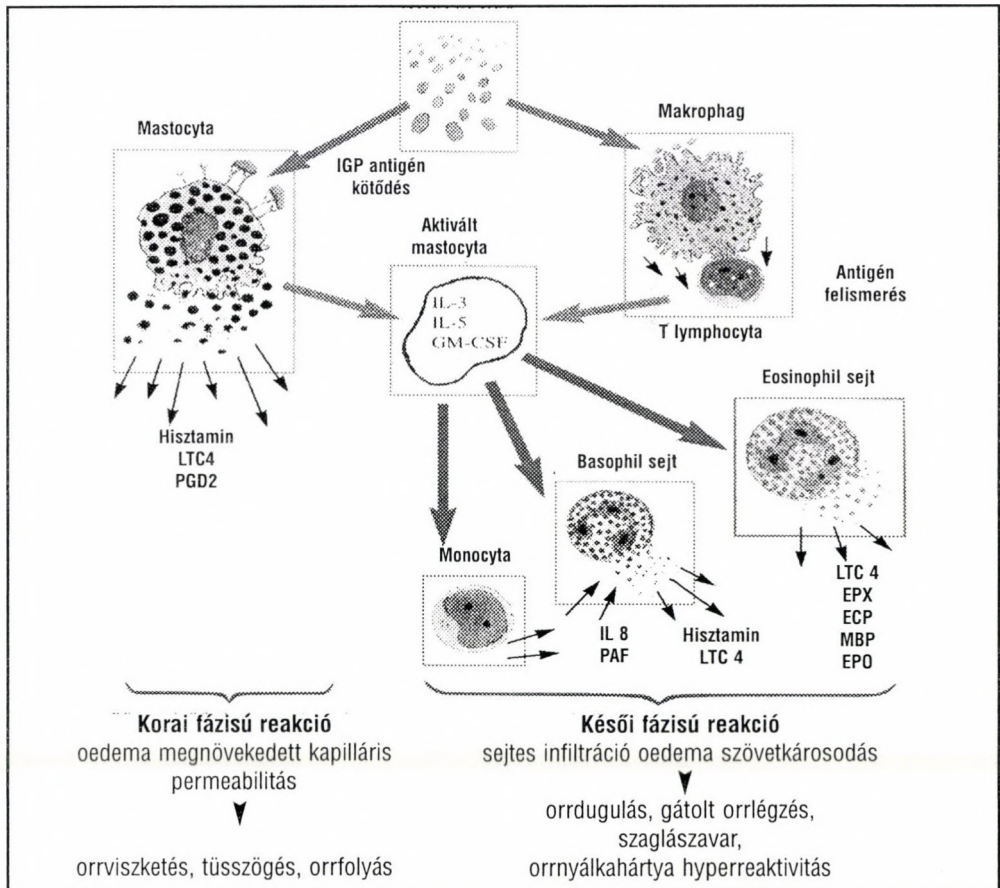 Mastocyta
Makrophag
IGP antigén
kötődés
Aktivált
mastocyta
Antigén
felismerés
IL-3
IL-5
GM-CSF
T lymphocyta
Eosinophil sejt
Hisztamin
LTC4
PGD2
Basophil sejt
Monocyta
LTC 4
EPX
ECP
MBP
EPO
IL 8
PAF
Hisztamin
LTC 4
Korai fázisú reakció
oedema megnövekedett kapilláris
permeabilitás
orrviszketés, tüsszögés, orrfolyás
Késői fázisú reakció
sejtes infiltráció oedema szövetkárosodás
orrdugulás, gátolt orrlégzés,
szaglászavar,
orrnyálkahártya hyperreaktivitás